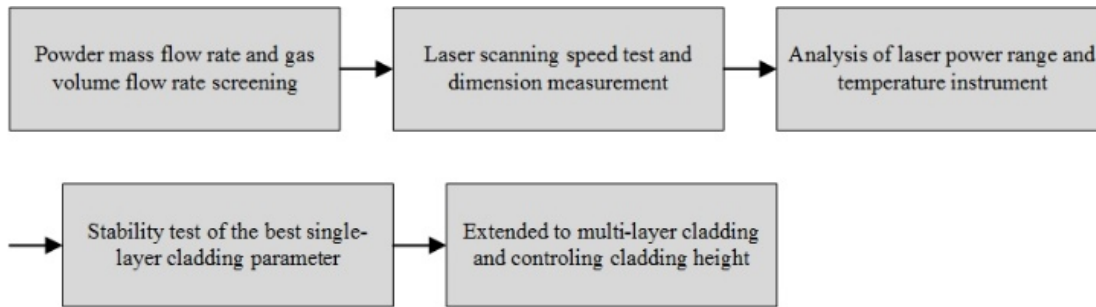 Powder mass flow rate and gas
volume flow rate screening
Laser scanning speed test and
dimension measurement
Analysis of laser power range and
temperature instrument
Stability test of the best single-
layer cladding parameter
Extended to multi-layer cladding
and controling cladding height